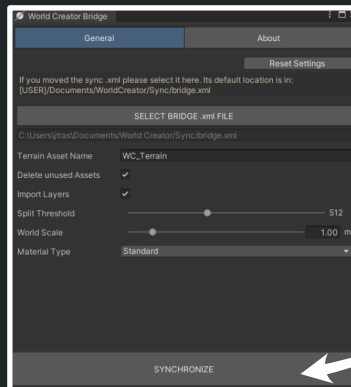 World Creator Bridge
General
About
Reset Settings
If you moved the sync .xml please select it here. Its default location is in:
[USER]/Documents/WorldCreator/Sync/bridge.xml
SELECT BRIDGE .xml FILE
C:\Users\jtras\Documents/World Creator/Sync/bridge.xml
Terrain Asset Name WC_Terrain
Delete unused Assets
Import Layers
Split Threshold 512
World Scale 1.00 m
Material Type Standard
SYNCHRONIZE